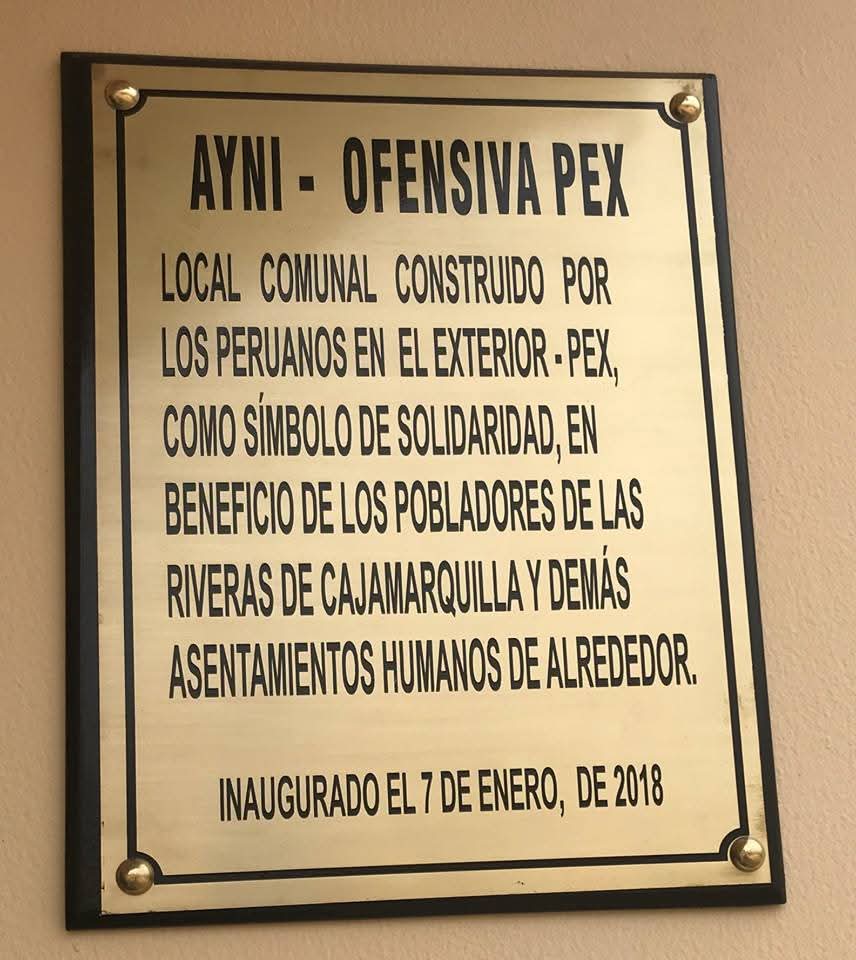 AYNI - OFENSIVA PEX
LOCAL COMUNAL CONSTRUIDO POR
LOS PERUANOS EN EL EXTERIOR - PEX,
COMO SÍMBOLO DE SOLIDARIDAD, EN
BENEFICIO DE LOS POBLADORES DE LAS
RIVERAS DE CAJAMARQUILLA Y DEMÁS
ASENTAMIENTOS HUMANOS DE ALREDEDOR.
INAUGURADO EL 7 DE ENERO, DE 2018